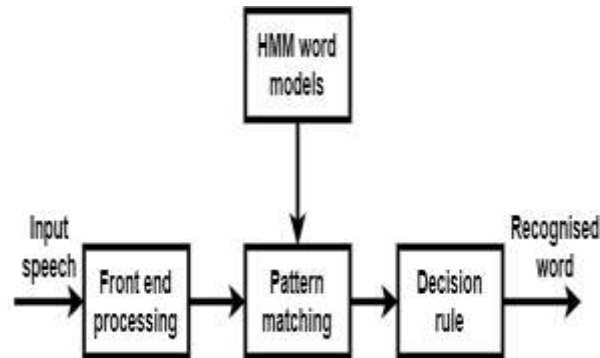 HMM word
models
Input
speech
Front end
processing
Pattern
matching
Decision
rule
Recognised
word